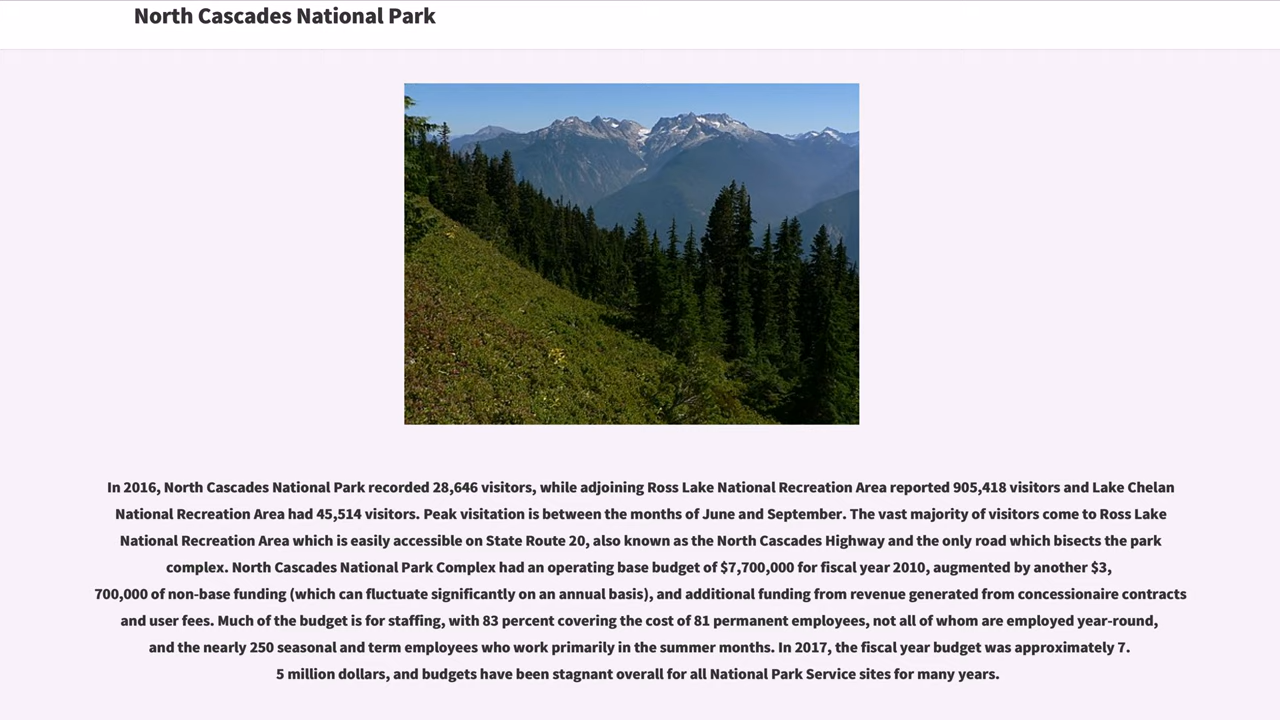 North Cascades National Park
In 2016, North Cascades National Park recorded 28,646 visitors, while adjoining Ross Lake National Recreation Area reported 905,418 visitors and Lake Chelan
National Recreation Area had 45,514 visitors. Peak visitation is between the months of June and September. The vast majority of visitors come to Ross Lake
National Recreation Area which is easily accessible on State Route 20, also known as the North Cascades Highway and the only road which bisects the park
complex. North Cascades National Park Complex had an operating base budget of $7,700,000 for fiscal year 2010, augmented by another $3,
700,000 of non-base funding (which can fluctuate significantly on an annual basis), and additional funding from revenue generated from concessionaire contracts
and user fees. Much of the budget is for staffing, with 83 percent covering the cost of 81 permanent employees, not all of whom are employed year-round,
and the nearly 250 seasonal and term employees who work primarily in the summer months. In 2017, the fiscal year budget was approximately 7.
5 million dollars, and budgets have been stagnant overall for all National Park Service sites for many years.